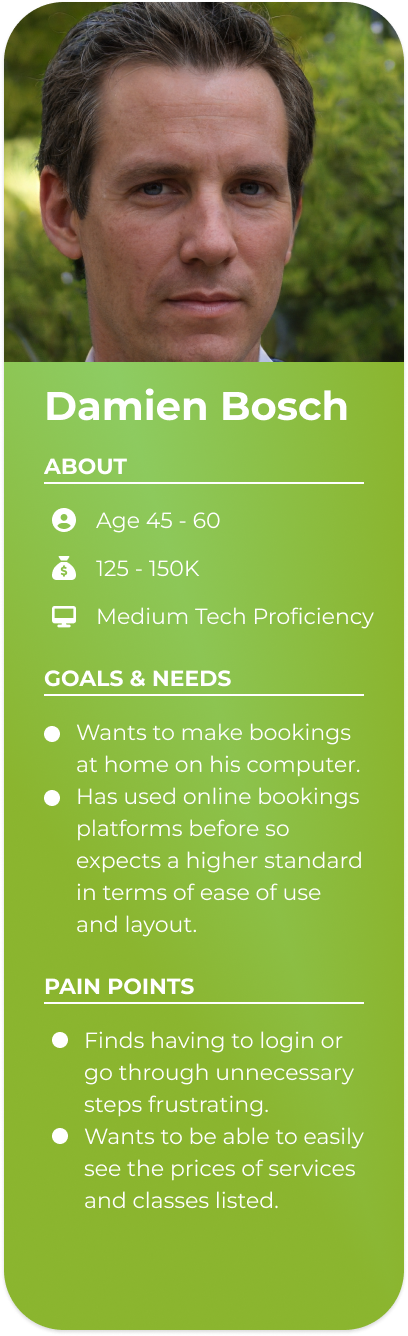 Damien Bosch
ABOUT
Age 45 - 60
125 - 150K
Medium Tech Proficiency
GOALS & NEEDS
Wants to make bookings
at home on his computer.
Has used online bookings
platforms before so
expects a higher standard
in terms of ease of use
and layout.
PAIN POINTS
Finds having to login or
go through unnecessary
steps frustrating.
Wants to be able to easily
see the prices of services
and classes listed.